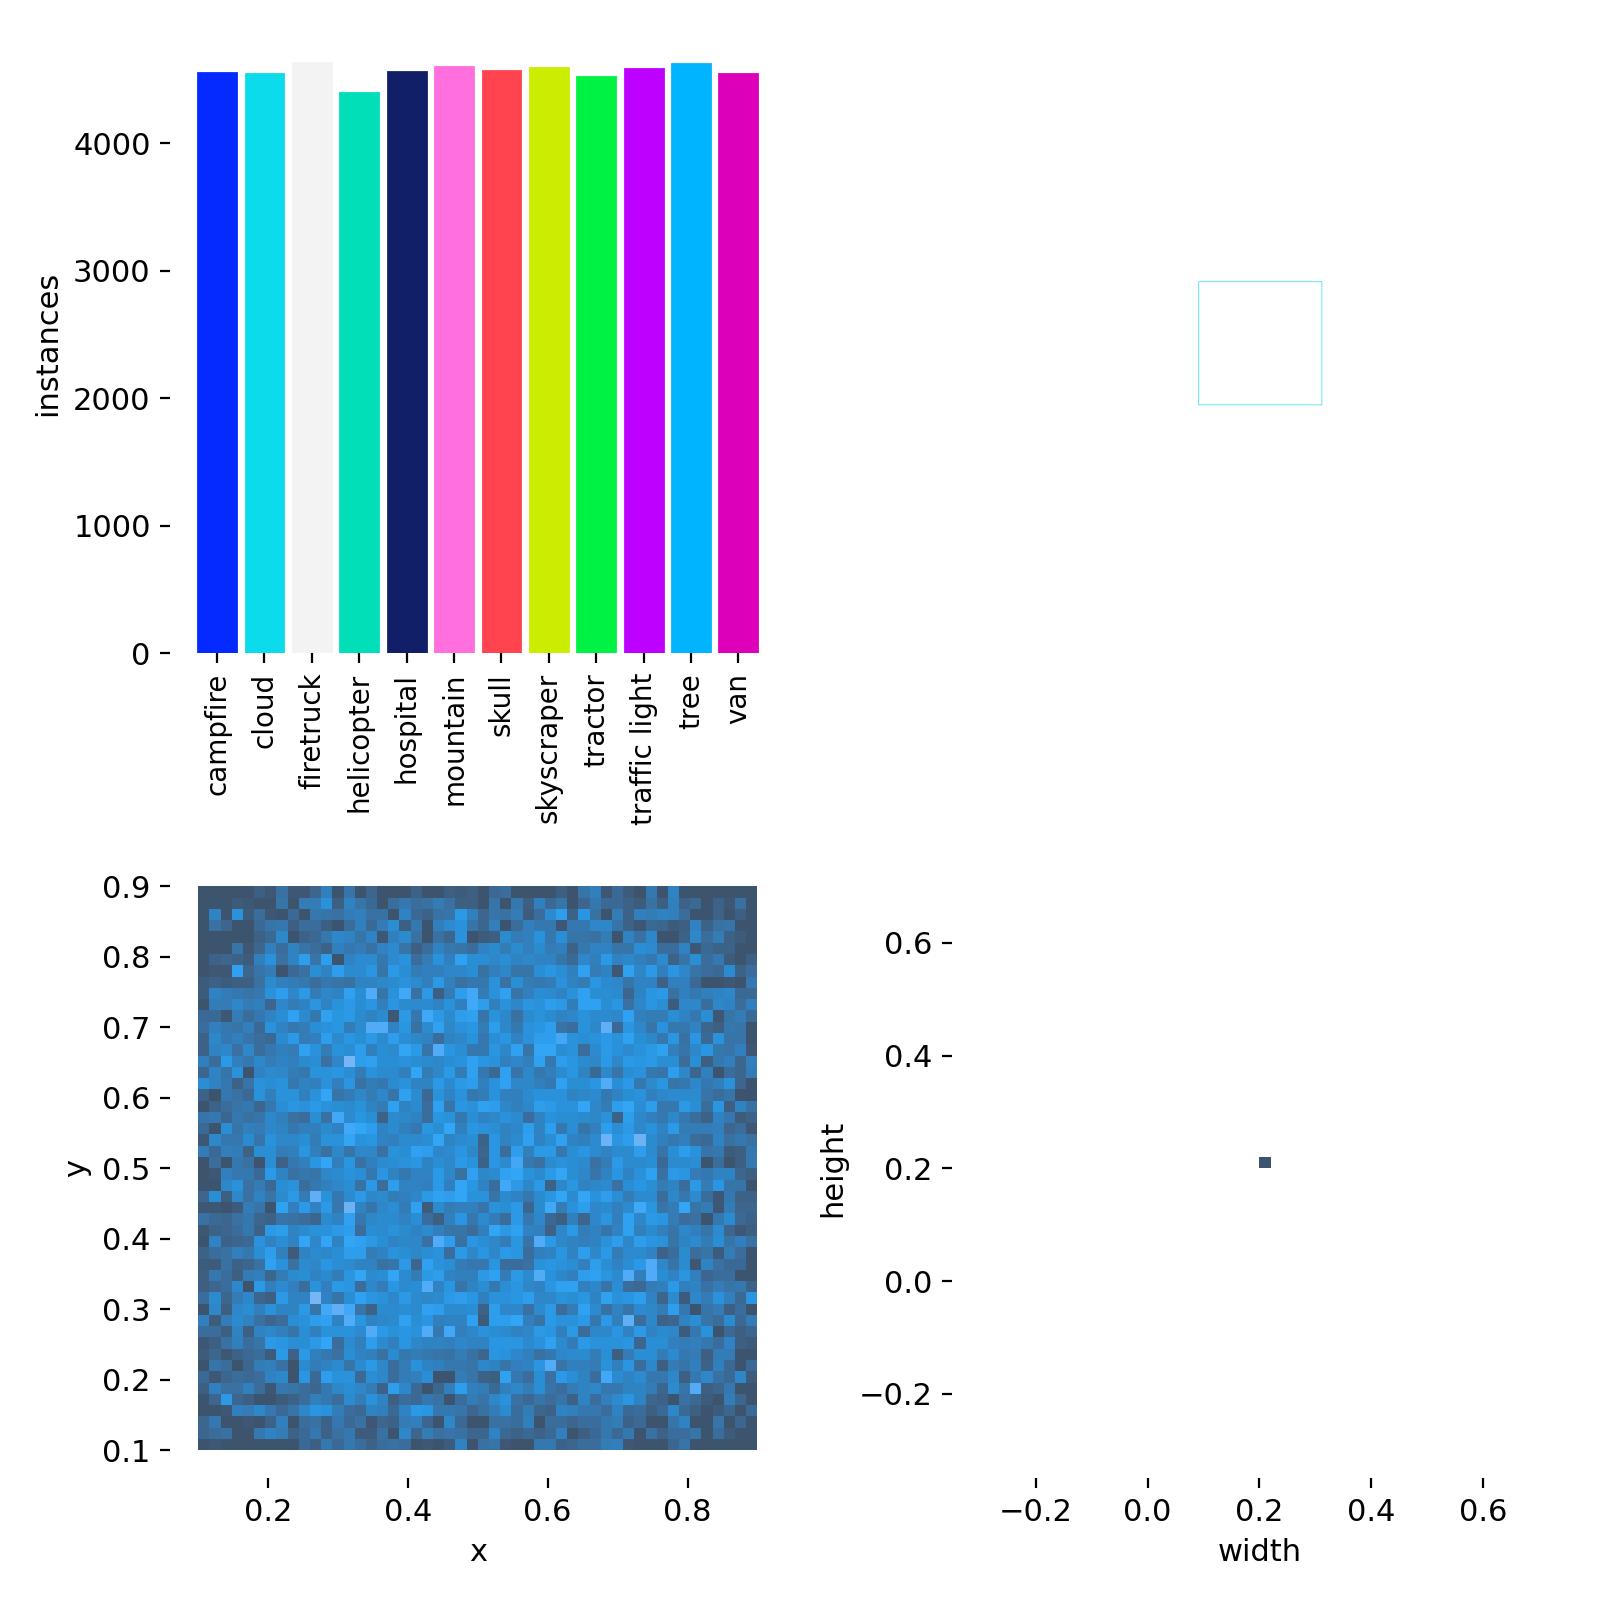 instances
4000
3000
2000
1000
0
campfire
cloud
firetruck
helicopter
hospital
mountain
skull
skyscraper
tractor
traffic light
tree
van
y
0.9
0.8
0.7
0.6
0.5
0.4
0.3
0.2
0.1
0.2 0.4 0.6 0.8
x
height
0.6
0.4
0.2
0.0
−0.2
−0.2 0.0 0.2 0.4 0.6
width